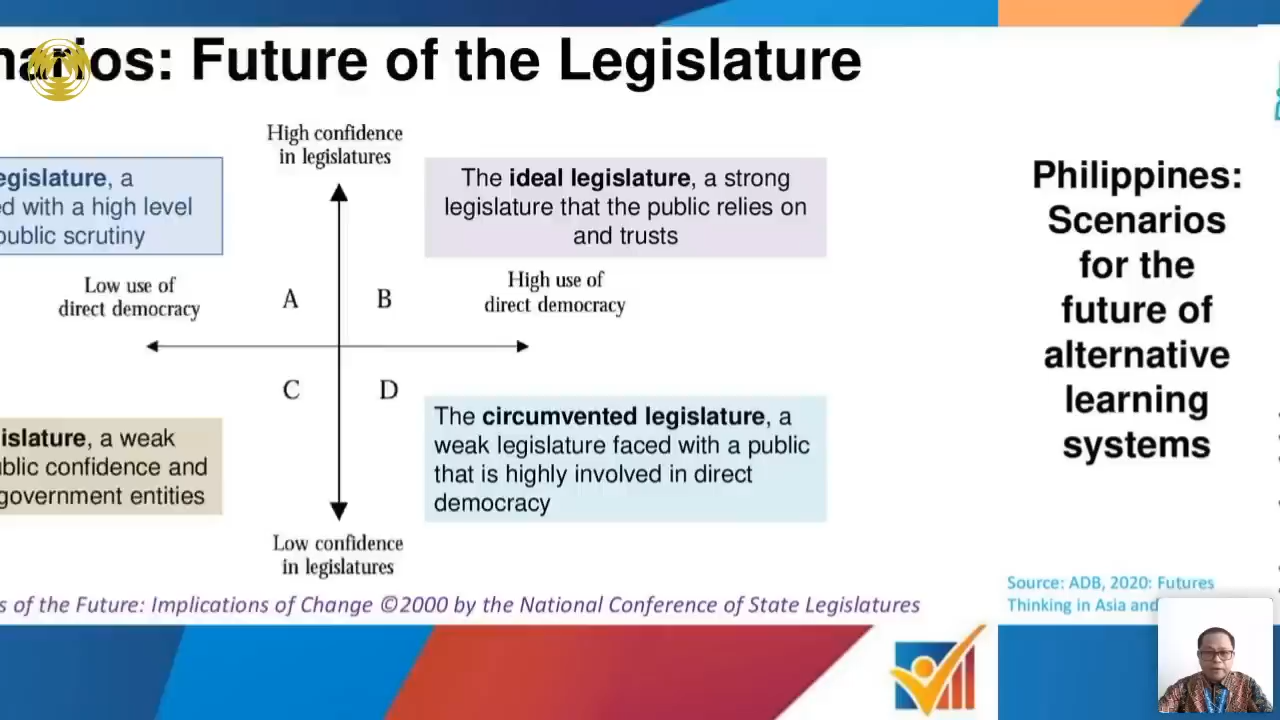 narios: Future of the Legislature
High confidence
in legislatures
egislature, a
ed with a high level
public scrutiny
The ideal legislature, a strong
legislature that the public relies on
and trusts
Low use of
direct democracy
A
B
High use of
direct democracy
C
D
islature, a weak
blic confidence and
government entities
The circumvented legislature, a
weak legislature faced with a public
that is highly involved in direct
democracy
Low confidence
in legislatures
s of the Future: Implications of Change ©2000 by the National Conference of State Legislatures
Philippines:
Scenarios
for the
future of
alternative
learning
systems
Source: ADB, 2020: Futures
Thinking in Asia and